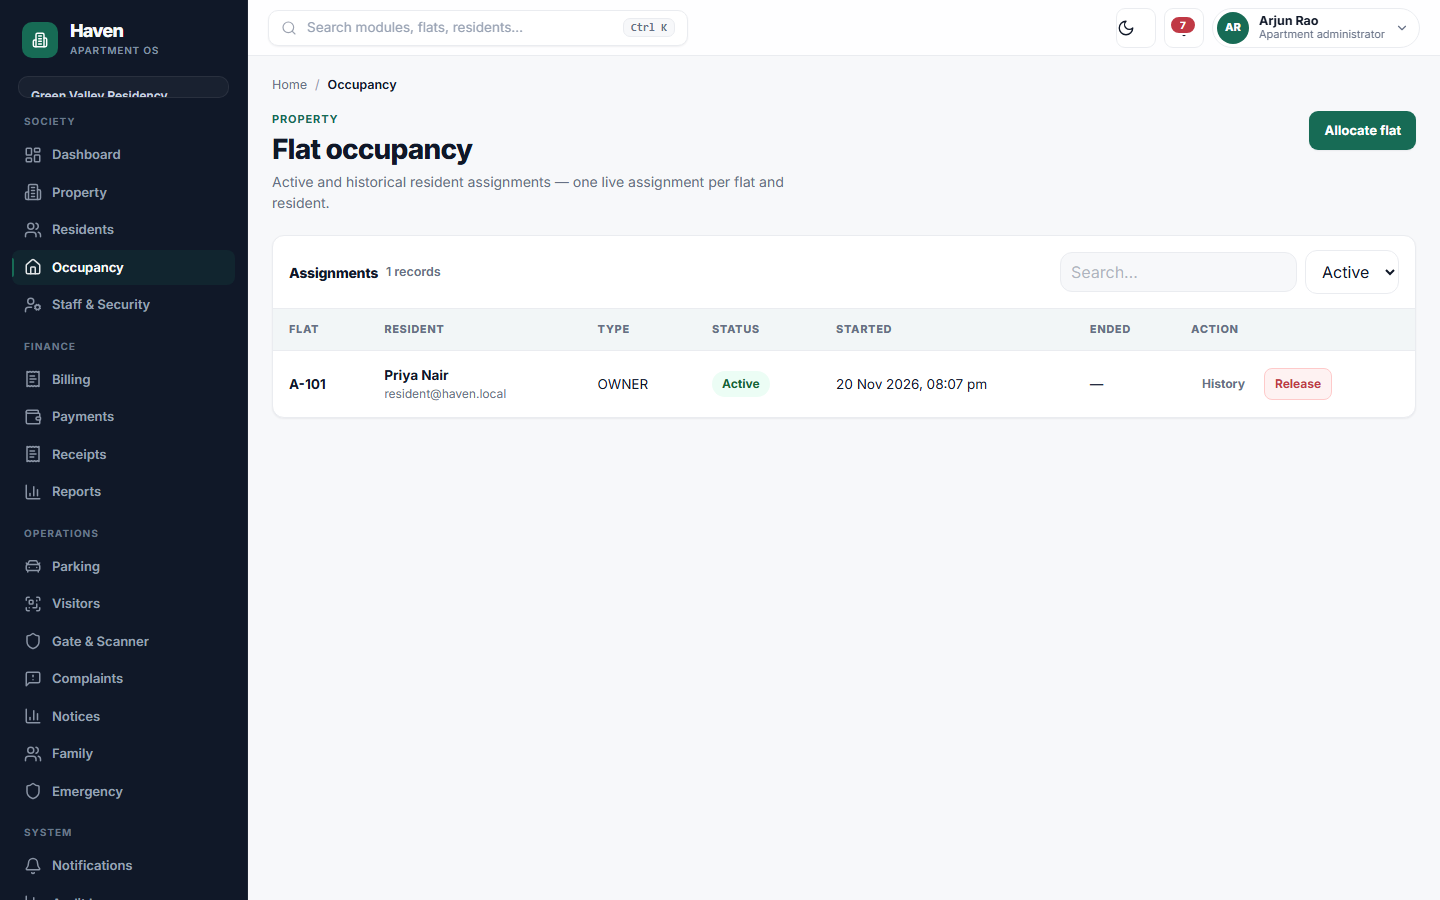 Haven
APARTMENT OS
Green Valley Residency
SOCIETY
Dashboard
Property
Residents
Occupancy
Staff & Security
FINANCE
Billing
Payments
Receipts
Reports
OPERATIONS
Parking
Visitors
Gate & Scanner
Complaints
Notices
Family
Emergency
SYSTEM
Notifications
Search modules, flats, residents...
Ctrl K
7
AR
Arjun Rao
Apartment administrator
Home / Occupancy
PROPERTY
Flat occupancy
Active and historical resident assignments — one live assignment per flat and
resident.
Allocate flat
Assignments 1 records
Search...
Active
FLAT RESIDENT TYPE STATUS STARTED ENDED ACTION
A-101 Priya Nair OWNER Active 20 Nov 2026, 08:07 pm — History Release
resident@haven.local